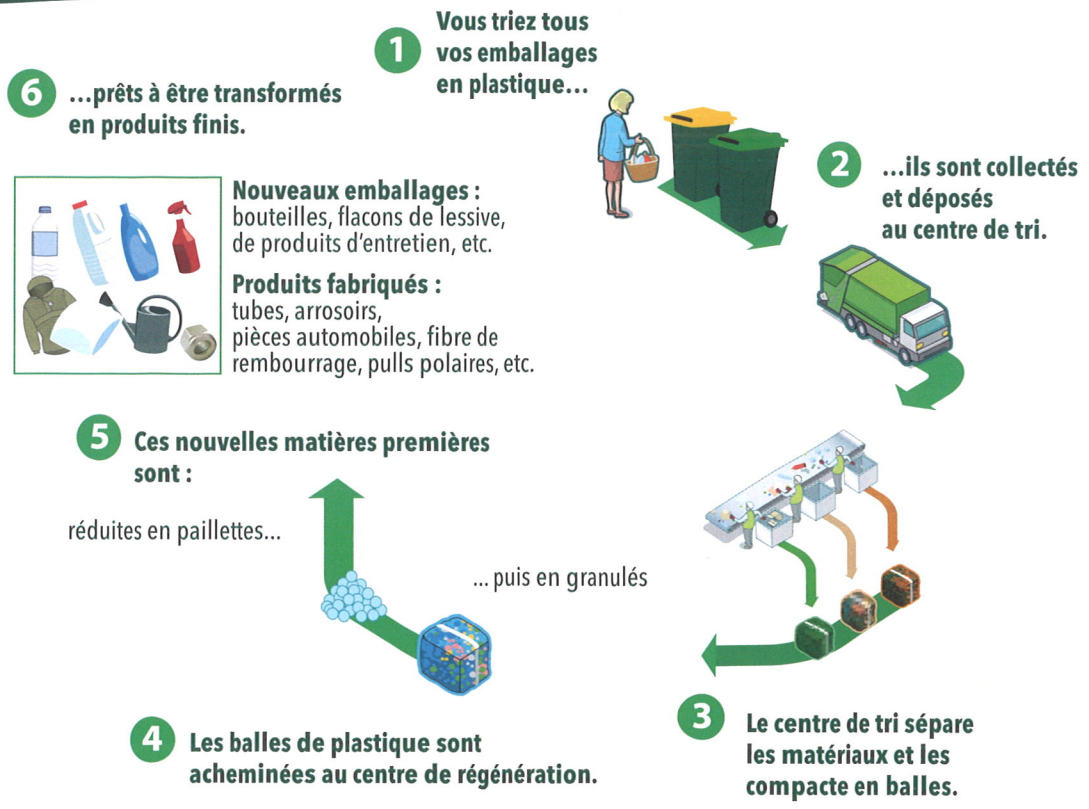 1
Vous triez tous
vos emballages
en plastique...
2
...ils sont collectés
et déposés
au centre de tri.
3
Le centre de tri sépare
les matériaux et les
compacte en balles.
4
Les balles de plastique sont
acheminées au centre de régénération.
5
Ces nouvelles matières premières
sont :
réduites en paillettes...
... puis en granulés
6
...prêts à être transformés
en produits finis.
Nouveaux emballages :
bouteilles, flacons de lessive,
de produits d'entretien, etc.
Produits fabriqués :
tubes, arrosoirs,
pièces automobiles, fibre de
rembourrage, pulls polaires, etc.